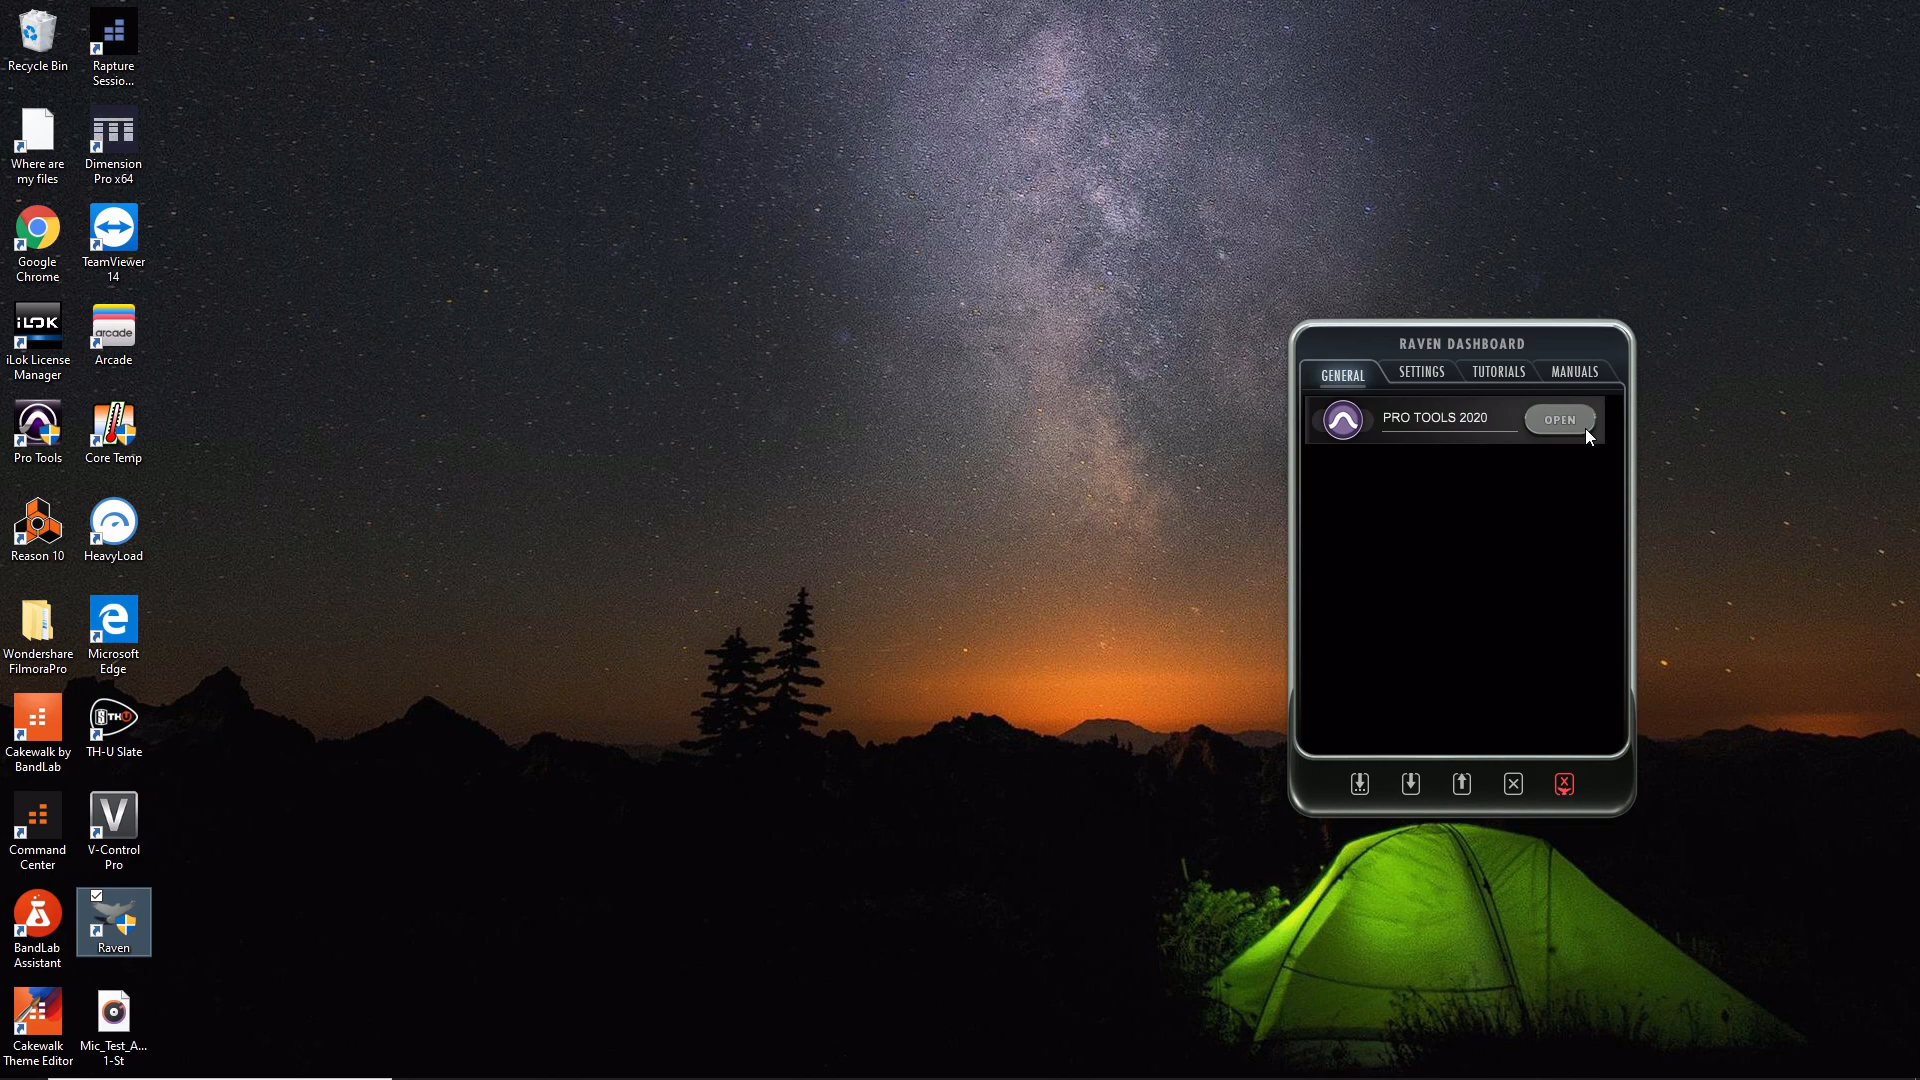 Recycle Bin
Rapture
Sessio...
Where are
my files
Dimension
Pro x64
Google
Chrome
TeamViewer
14
iLOK
iLok License
Manager
arcade
Arcade
Pro Tools
Core Temp
Reason 10
HeavyLoad
Wondershare
FilmoraPro
Microsoft
Edge
Cakewalk by
BandLab
STHU
TH-U Slate
Command
Center
V
V-Control
Pro
BandLab
Assistant
Raven
Cakewalk
Theme Editor
Mic_Test_A...
1-St
RAVEN DASHBOARD
GENERAL
SETTINGS
TUTORIALS
MANUALS
PRO TOOLS 2020
OPEN